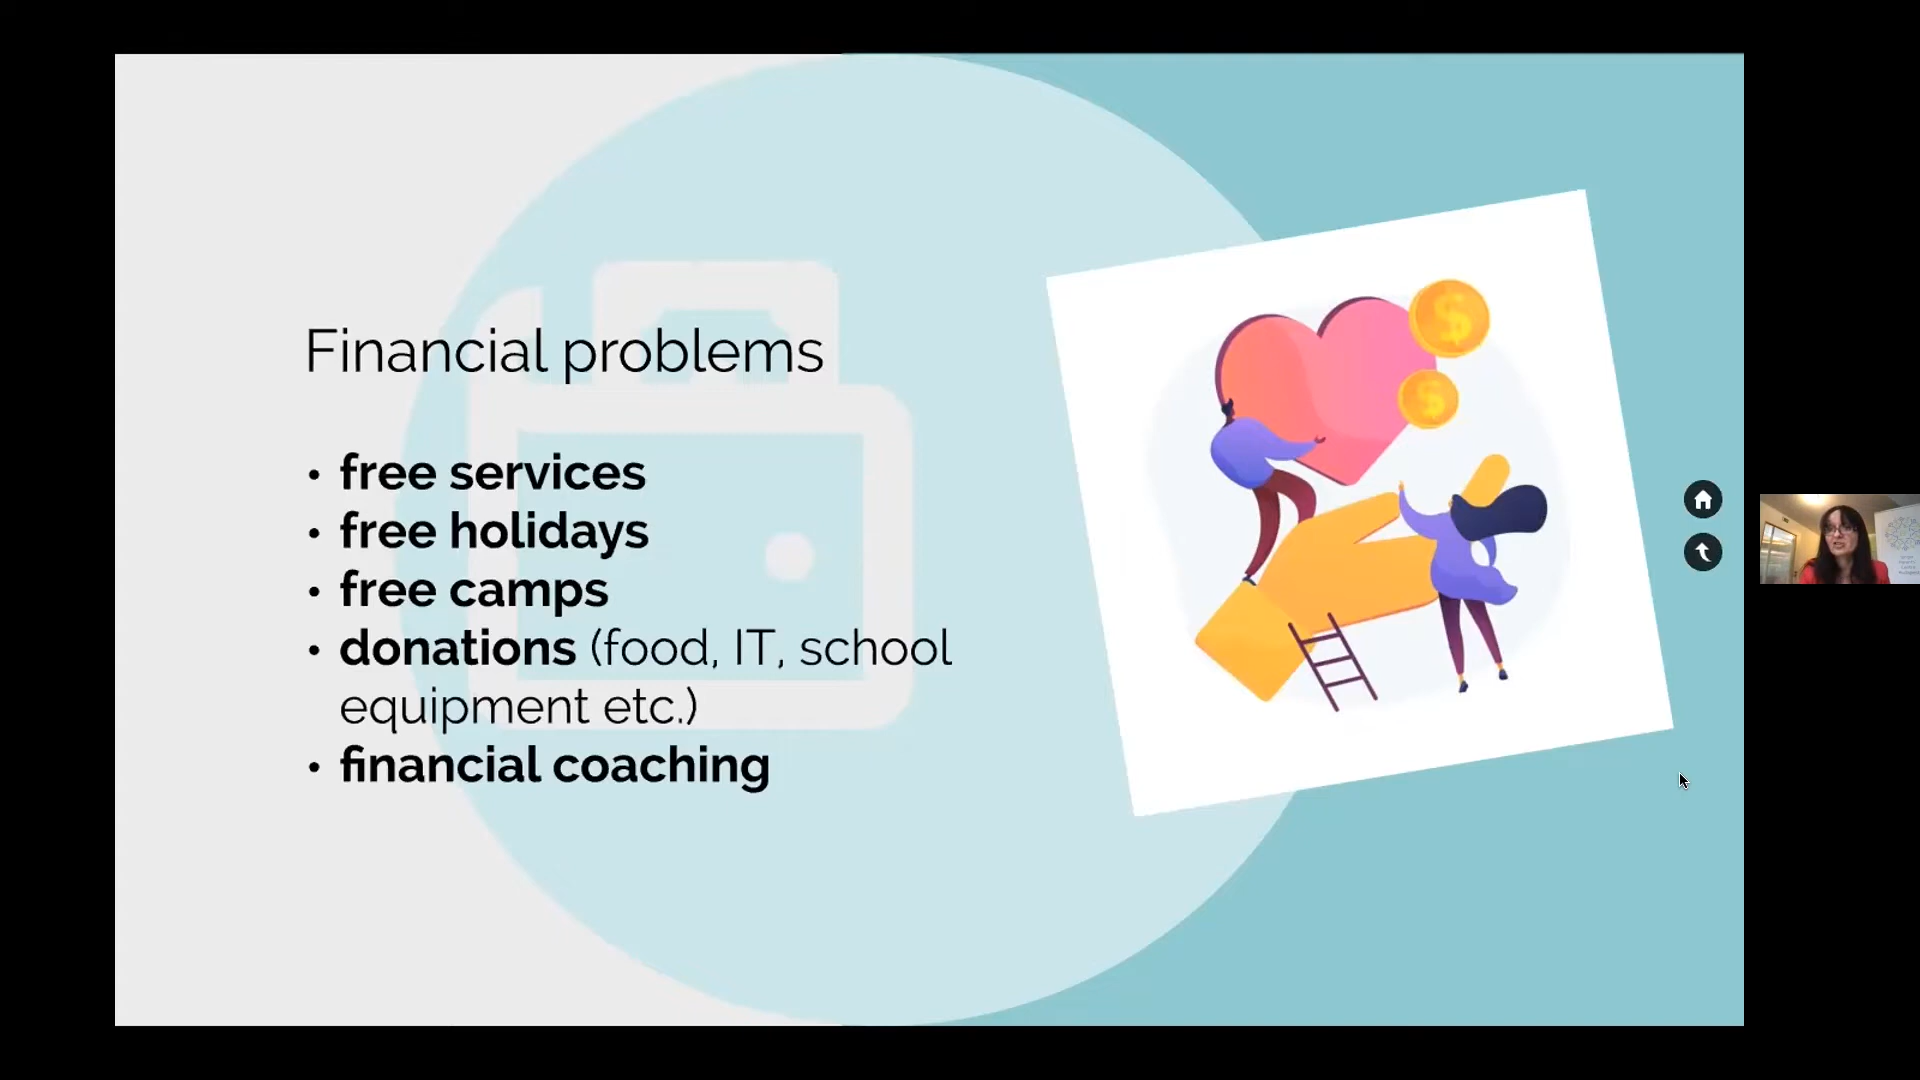 Financial problems
• free services
• free holidays
• free camps
• donations (food, IT, school
equipment etc.)
• financial coaching
$
$